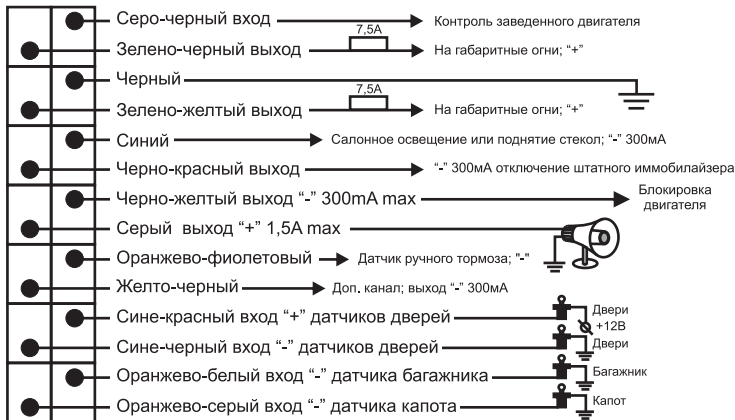 Серо-черный вход Контроль заведенного двигателя
7,5А
Зелено-черный выход На габаритные огни; “+”
Черный
7,5А
Зелено-желтый выход На габаритные огни; “+”
Синий Салонное освещение или поднятие стекол; “-” 300мА
Черно-красный выход “-” 300мА отключение штатного иммобилайзера
Черно-желтый выход “-” 300mA max Блокировка
двигателя
Серый выход “+” 1,5A max
Оранжево-фиолетовый Датчик ручного тормоза; "-"
Желто-черный Доп. канал; выход “-” 300мА
Сине-красный вход “+” датчиков дверей Двери
+12В
Сине-черный вход “-” датчиков дверей Двери
Оранжево-белый вход “-” датчика багажника Багажник
Оранжево-серый вход “-” датчика капота Капот